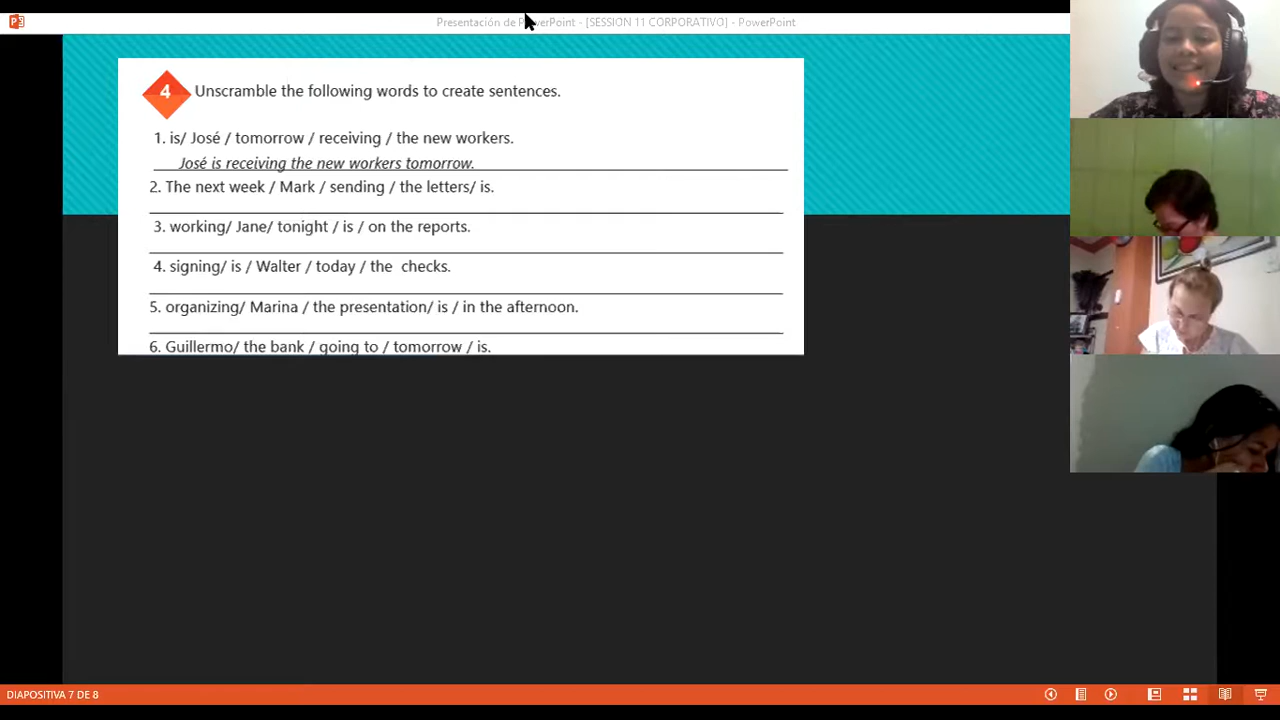 Presentación de PowerPoint - [SESSION 11 CORPORATIVO] - PowerPoint
4 Unscramble the following words to create sentences.
1. is/ José / tomorrow / receiving / the new workers.
José is receiving the new workers tomorrow.
2. The next week / Mark / sending / the letters/ is.
3. working/ Jane/ tonight / is / on the reports.
4. signing/ is / Walter / today / the checks.
5. organizing/ Marina / the presentation/ is / in the afternoon.
6. Guillermo/ the bank / going to / tomorrow / is.
DIAPOSITIVA 7 DE 8